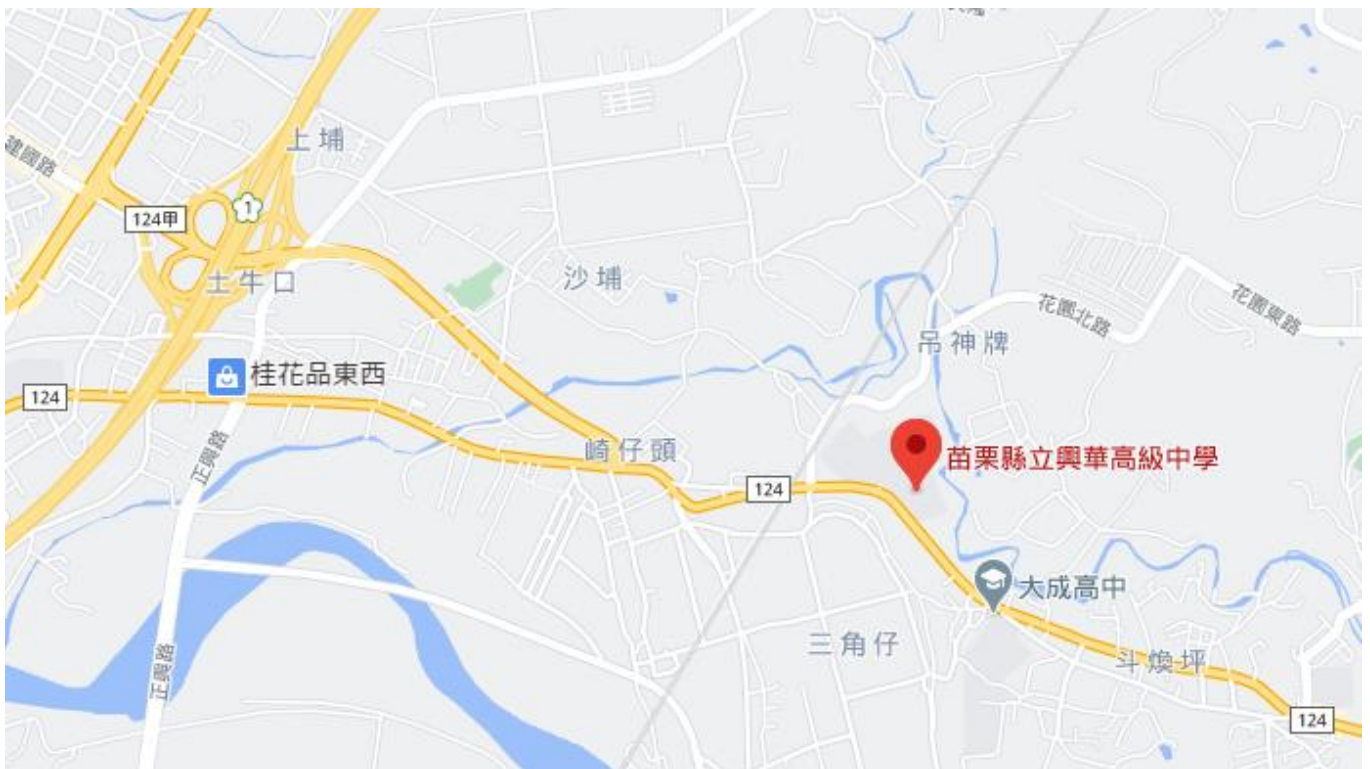 上埔
建國路
124甲
1
土牛口
沙埔
花園北路
花園東路
吊神牌
桂花品東西
124
正興路
崎仔頭
苗栗縣立興華高級中學
124
大成高中
三角仔
斗煥坪
正興路
124